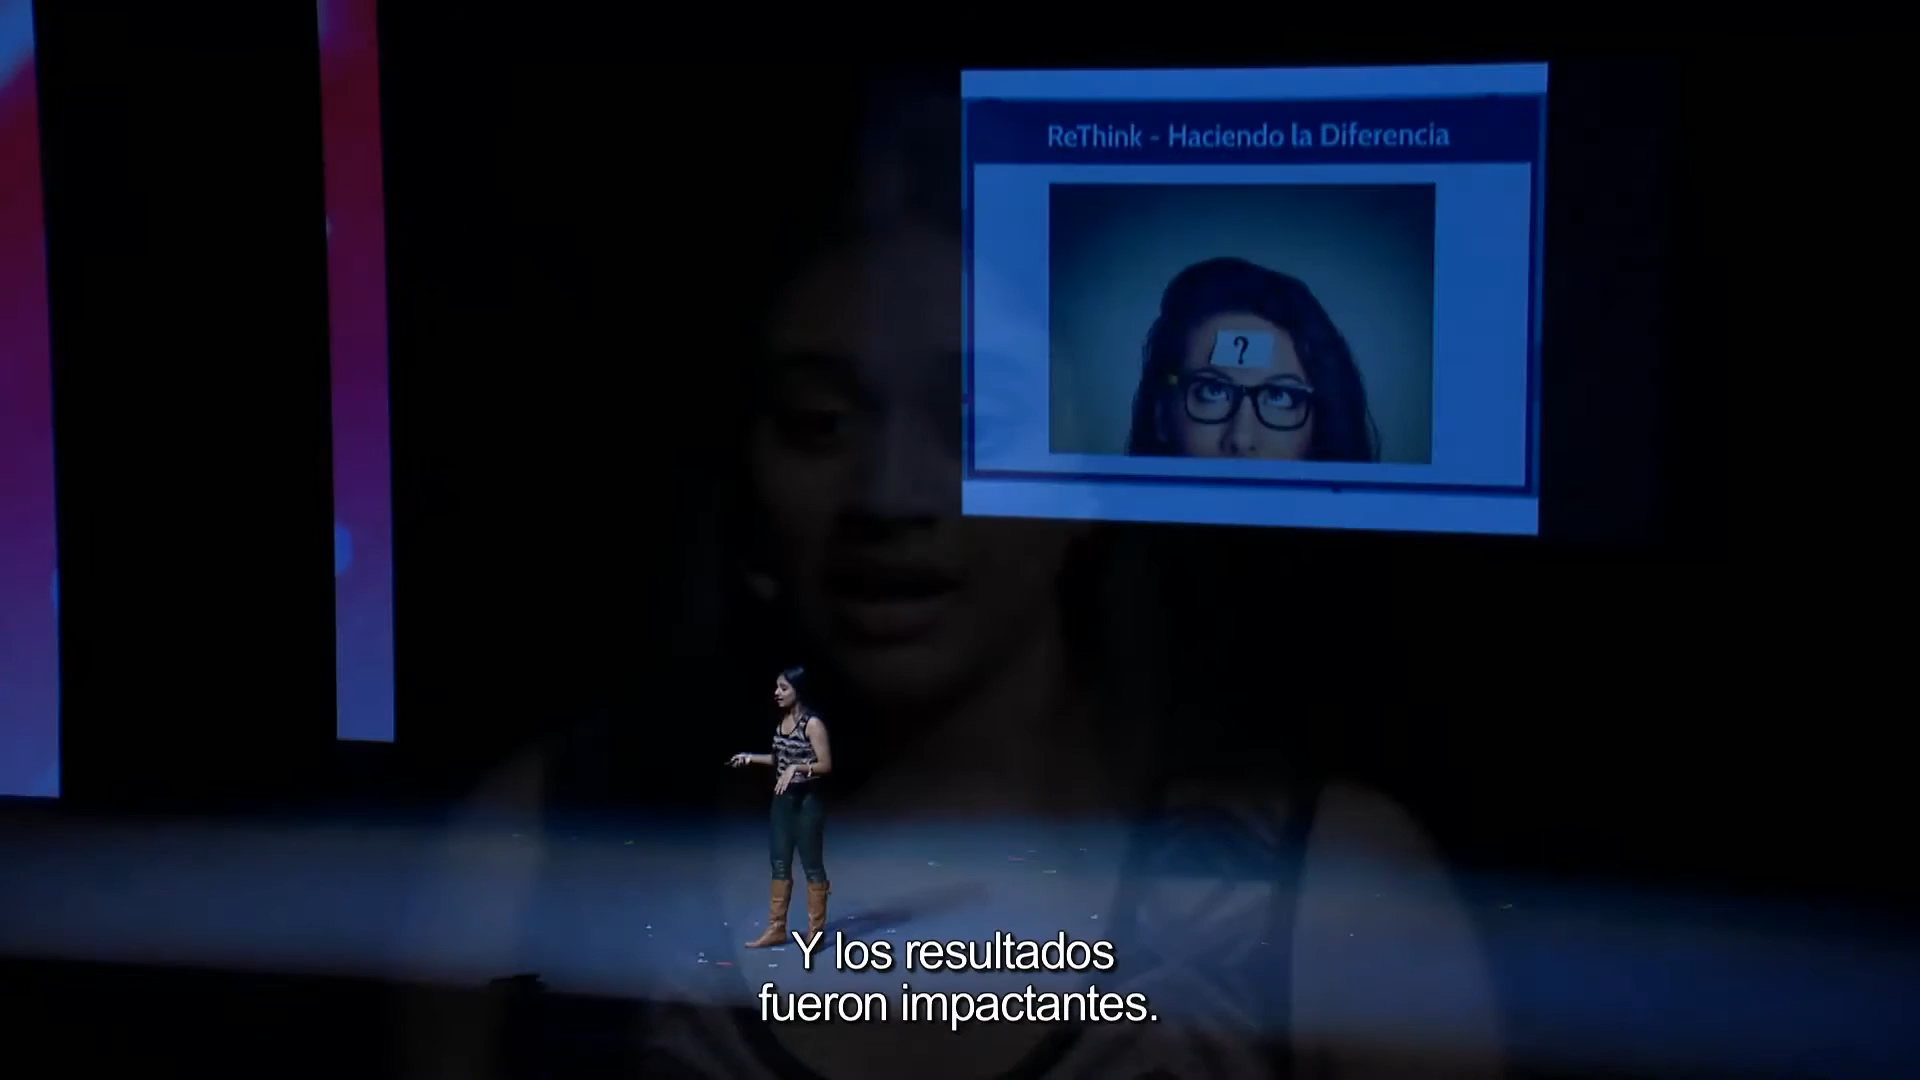 ReThink - Haciendo la Diferencia
?
Y los resultados
fueron impactantes.